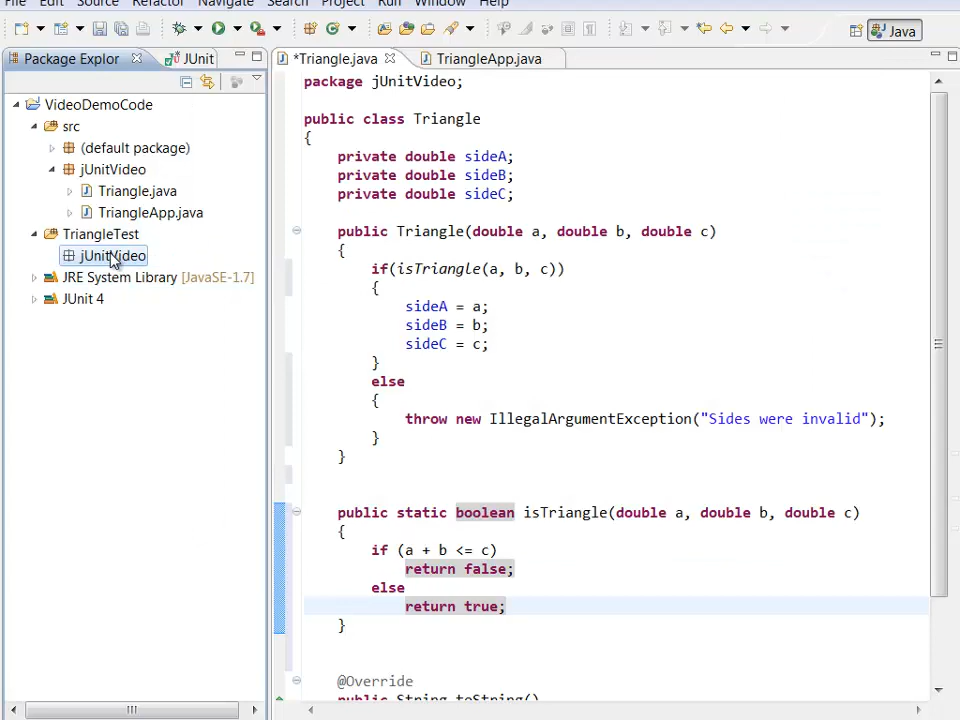 File Edit Source Refactor Navigate Search Project Run Window Help
Java
Package Explorer JUnit
*Triangle.java TriangleApp.java
VideoDemoCode
src
(default package)
jUnitVideo
Triangle.java
TriangleApp.java
TriangleTest
jUnitVideo
JRE System Library [JavaSE-1.7]
JUnit 4
package jUnitVideo;
public class Triangle
{
private double sideA;
private double sideB;
private double sideC;
public Triangle(double a, double b, double c)
{
if(isTriangle(a, b, c))
{
sideA = a;
sideB = b;
sideC = c;
}
else
{
throw new IllegalArgumentException("Sides were invalid");
}
}
public static boolean isTriangle(double a, double b, double c)
{
if (a + b <= c)
return false;
else
return true;
}
@Override
public String toString()